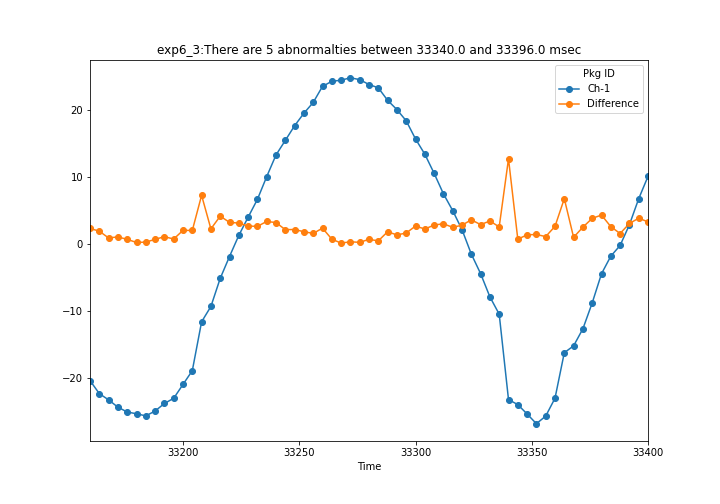 exp6_3:There are 5 abnormalties between 33340.0 and 33396.0 msec
Pkg ID
Ch-1
Difference
20
10
0
−10
−20
33200
33250
33300
33350
33400
Time